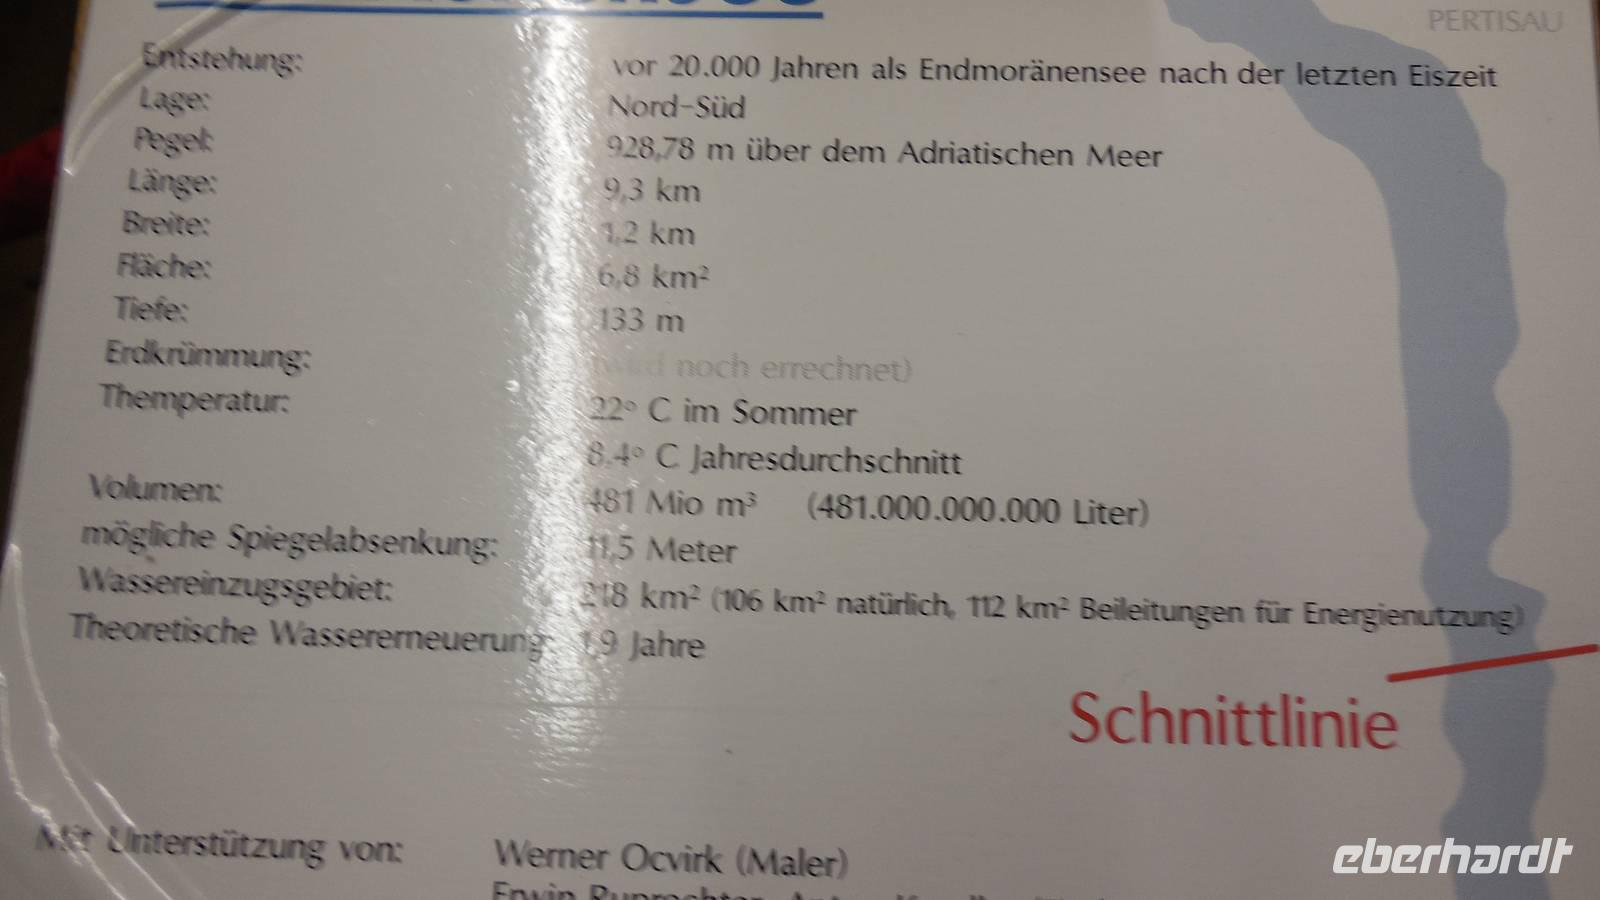 PERTISAU
Entstehung: vor 20.000 Jahren als Endmoränensee nach der letzten Eiszeit
Lage: Nord-Süd
Pegel: 928,78 m über dem Adriatischen Meer
Länge: 9,3 km
Breite: 1,2 km
Fläche: 6,8 km²
Tiefe: 133 m
Erdkrümmung: (wird noch errechnet)
Themperatur: 22° C im Sommer
8.4° C Jahresdurchschnitt
Volumen: 481 Mio m³ (481.000.000.000 Liter)
mögliche Spiegelabsenkung: 11,5 Meter
Wassereinzugsgebiet: 218 km² (106 km² natürlich, 112 km² Beileitungen für Energienutzung)
Theoretische Wassererneuerung: 1,9 Jahre
Schnittlinie
Mit Unterstützung von: Werner Ocvirk (Maler)
Erwin
eberhardt